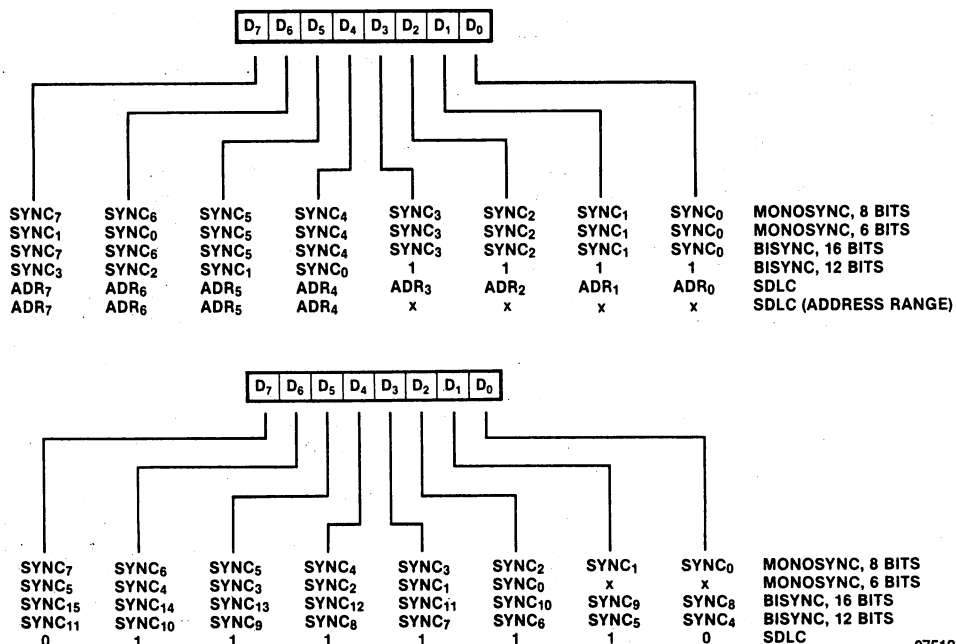 D7 D6 D5 D4 D3 D2 D1 D0
SYNC7 SYNC6 SYNC5 SYNC4 SYNC3 SYNC2 SYNC1 SYNC0 MONOSYNC, 8 BITS
SYNC1 SYNC0 SYNC5 SYNC4 SYNC3 SYNC2 SYNC1 SYNC0 MONOSYNC, 6 BITS
SYNC7 SYNC6 SYNC5 SYNC4 SYNC3 SYNC2 SYNC1 SYNC0 BISYNC, 16 BITS
SYNC3 SYNC2 SYNC1 SYNC0 1 1 1 1 BISYNC, 12 BITS
ADR7 ADR6 ADR5 ADR4 ADR3 ADR2 ADR1 ADR0 SDLC
ADR7 ADR6 ADR5 ADR4 x x x x SDLC (ADDRESS RANGE)
D7 D6 D5 D4 D3 D2 D1 D0
SYNC7 SYNC6 SYNC5 SYNC4 SYNC3 SYNC2 SYNC1 SYNC0 MONOSYNC, 8 BITS
SYNC5 SYNC4 SYNC3 SYNC2 SYNC1 SYNC0 x x MONOSYNC, 6 BITS
SYNC15 SYNC14 SYNC13 SYNC12 SYNC11 SYNC10 SYNC9 SYNC8 BISYNC, 16 BITS
SYNC11 SYNC10 SYNC9 SYNC8 SYNC7 SYNC6 SYNC5 SYNC4 BISYNC, 12 BITS
0 1 1 1 1 1 1 0 SDLC